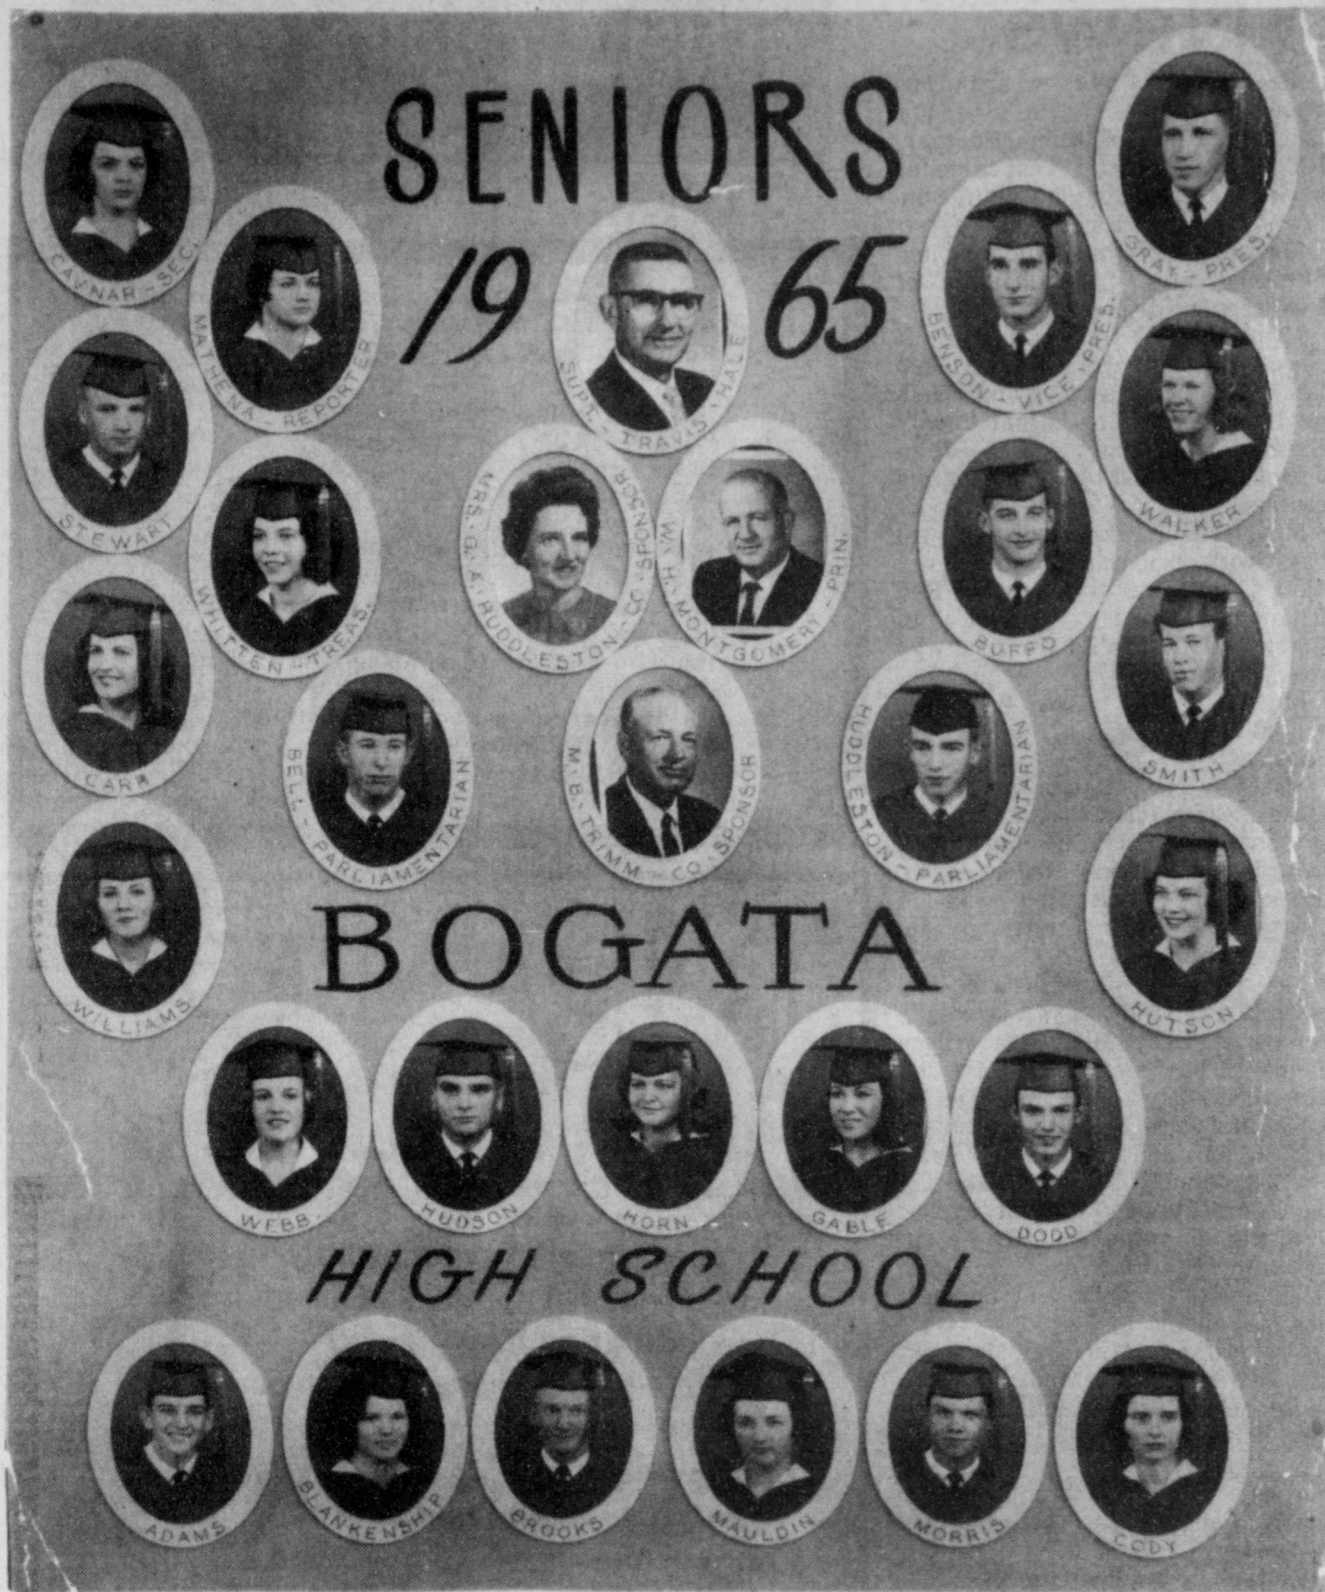 SENIORS
19 65
CAVNAR - SEC.
GRAY - PRES.
MATHENA - REPORTER
SUPT. - TRAVIS HALE
BENSON - VICE - PRES.
STEWART
WALKER
WHITTEN - TREAS.
MRS. G. A. HUDDLESTON - CO - SPONSOR
W. H. MONTGOMERY - PRIN.
BUFFO
CARR
SMITH
BELL - PARLIAMENTARIAN
M. B. TRIMM - CO. SPONSOR
HUDDLESTON - PARLIAMENTARIAN
WILLIAMS
HUTSON
BOGATA
WEBB
HUDSON
HORN
GABLE
DODD
HIGH SCHOOL
ADAMS
BLANKENSHIP
BROOKS
MAULDIN
MORRIS
CODY